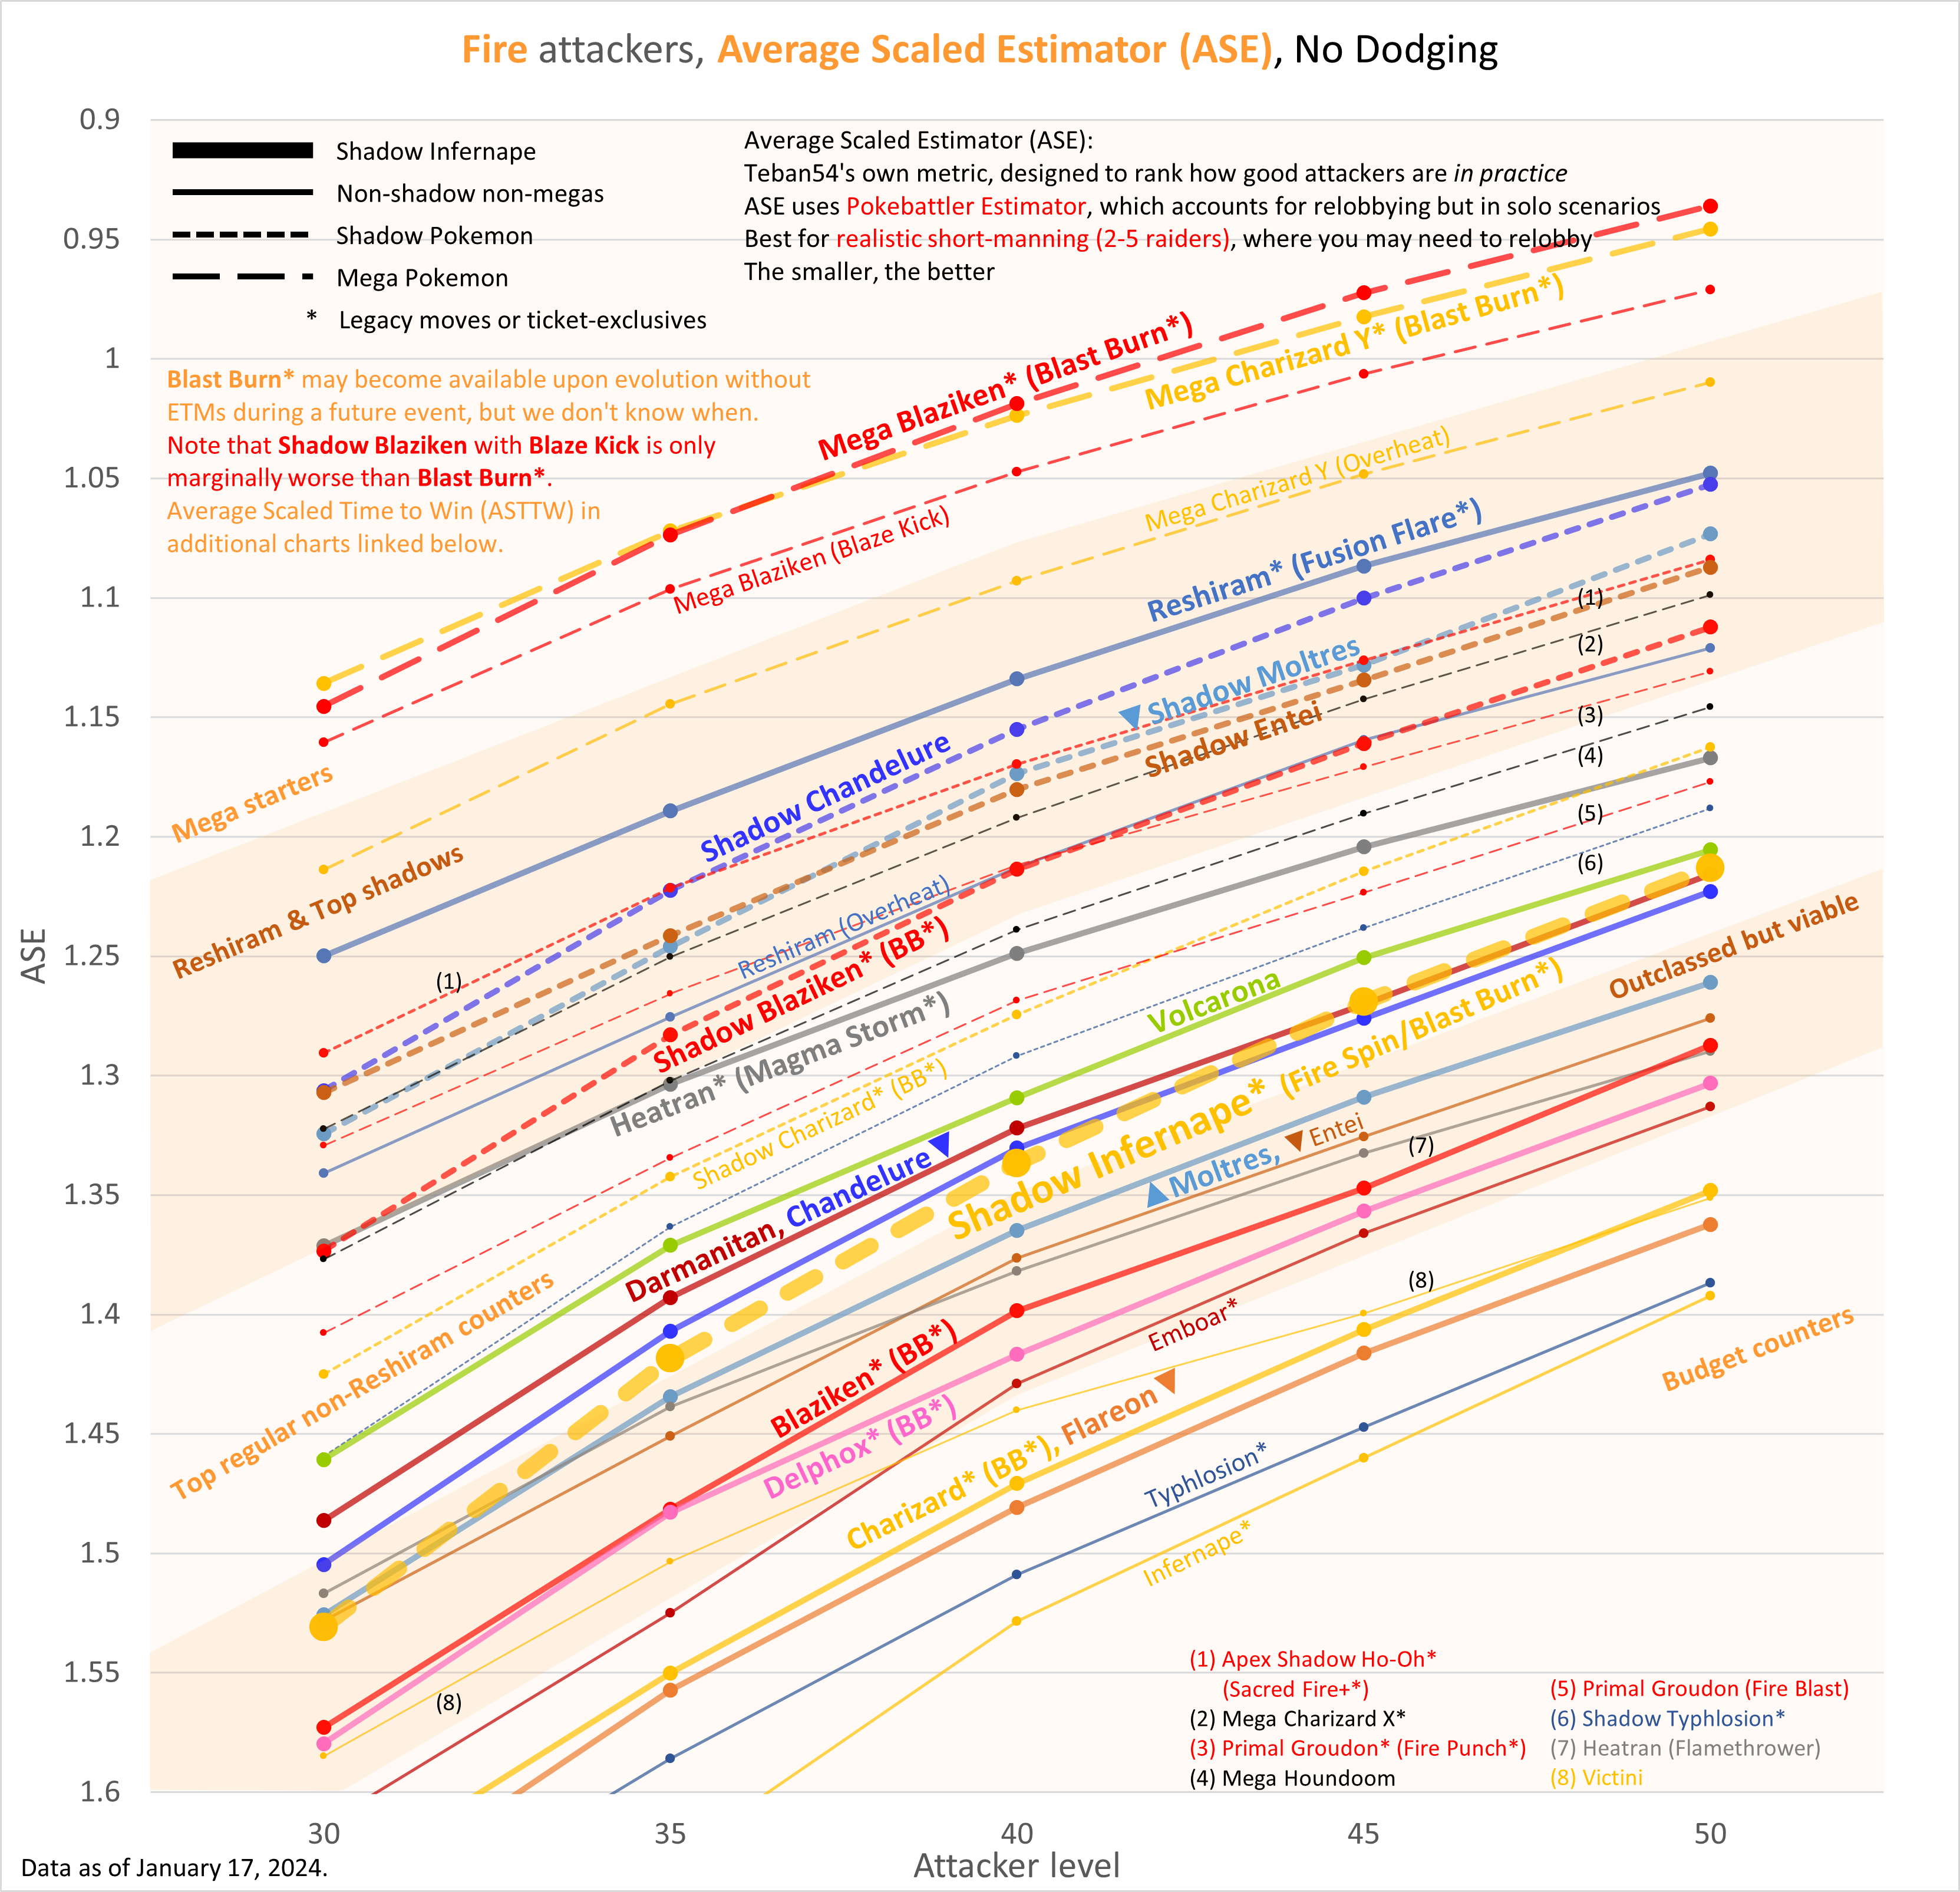 Fire attackers, Average Scaled Estimator (ASE), No Dodging
0.9
0.95
1
1.05
1.1
1.15
1.2
1.25
1.3
1.35
1.4
1.45
1.5
1.55
1.6
ASE
Shadow Infernape
Non-shadow non-megas
Shadow Pokemon
Mega Pokemon
* Legacy moves or ticket-exclusives
Average Scaled Estimator (ASE):
Teban54's own metric, designed to rank how good attackers are in practice
ASE uses Pokebattler Estimator, which accounts for relobbying but in solo scenarios
Best for realistic short-manning (2-5 raiders), where you may need to relobby
The smaller, the better
Blast Burn* may become available upon evolution without
ETMs during a future event, but we don't know when.
Note that Shadow Blaziken with Blaze Kick is only
marginally worse than Blast Burn*.
Average Scaled Time to Win (ASTTW) in
additional charts linked below.
Mega Blaziken* (Blast Burn*)
Mega Charizard Y* (Blast Burn*)
Mega Blaziken (Blaze Kick)
Mega Charizard Y (Overheat)
Reshiram* (Fusion Flare*)
Mega starters
Shadow Chandelure
Shadow Moltres
Shadow Entei
(1)
(2)
(3)
(4)
(5)
(6)
Reshiram & Top shadows
(1)
Reshiram (Overheat)
Shadow Blaziken* (BB*)
Heatran* (Magma Storm*)
Shadow Charizard* (BB*)
Volcarona
Outclassed but viable
Darmanitan, Chandelure
Shadow Infernape* (Fire Spin/Blast Burn*)
Moltres, Entei
(7)
(8)
Top regular non-Reshiram counters
Blaziken* (BB*)
Delphox* (BB*)
Emboar*
Charizard* (BB*), Flareon
Typhlosion*
Infernape*
Budget counters
(8)
(1) Apex Shadow Ho-Oh*
(Sacred Fire+*)
(2) Mega Charizard X*
(3) Primal Groudon* (Fire Punch*)
(4) Mega Houndoom
(5) Primal Groudon (Fire Blast)
(6) Shadow Typhlosion*
(7) Heatran (Flamethrower)
(8) Victini
30
35
40
45
50
Attacker level
Data as of January 17, 2024.